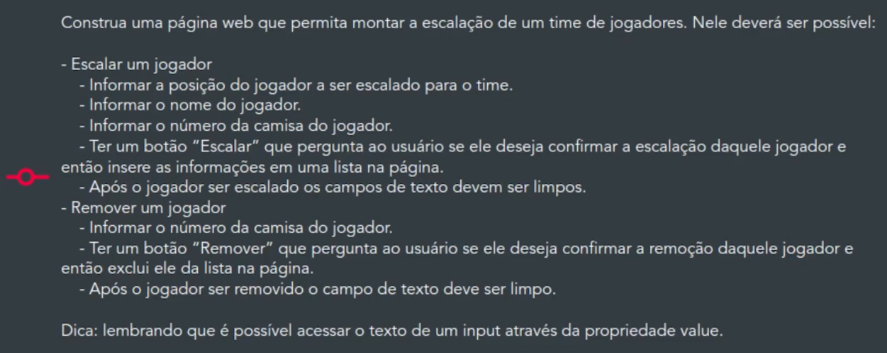 Construa uma página web que permita montar a escalação de um time de jogadores. Nele deverá ser possível:
- Escalar um jogador
- Informar a posição do jogador a ser escalado para o time.
- Informar o nome do jogador.
- Informar o número da camisa do jogador.
- Ter um botão “Escalar” que pergunta ao usuário se ele deseja confirmar a escalação daquele jogador e
então insere as informações em uma lista na página.
- Após o jogador ser escalado os campos de texto devem ser limpos.
- Remover um jogador
- Informar o número da camisa do jogador.
- Ter um botão “Remover” que pergunta ao usuário se ele deseja confirmar a remoção daquele jogador e
então exclui ele da lista na página.
- Após o jogador ser removido o campo de texto deve ser limpo.
Dica: lembrando que é possível acessar o texto de um input através da propriedade value.